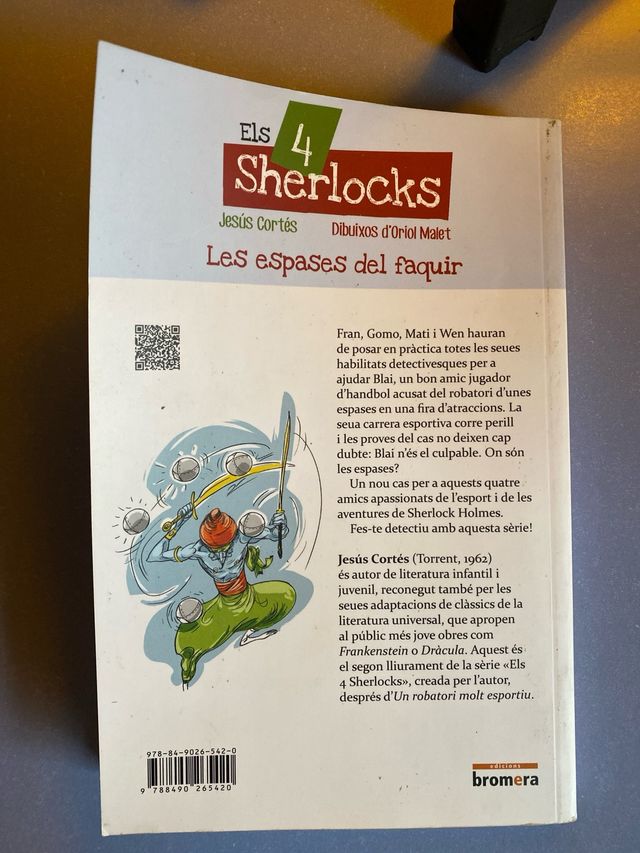 Els 4
Sherlocks
Jesús Cortés Dibuixos d'Oriol Malet
Les espases del faquir
Fran, Gomo, Mati i Wen hauran
de posar en pràctica totes les seues
habilitats detectivesques per a
ajudar Blai, un bon amic jugador
d'handbol acusat del robatori d'unes
espases en una fira d'atraccions. La
seua carrera esportiva corre perill
i les proves del cas no deixen cap
dubte: Blai n'és el culpable. On són
les espases?
Un nou cas per a aquests quatre
amics apassionats de l'esport i de les
aventures de Sherlock Holmes.
Fes-te detectiu amb aquesta sèrie!
Jesús Cortés (Torrent, 1962)
és autor de literatura infantil i
juvenil, reconegut també per les
seues adaptacions de clàssics de la
literatura universal, que apropen
al públic més jove obres com
Frankenstein o Dràcula. Aquest és
el segon lliurament de la sèrie «Els
4 Sherlocks», creada per l'autor,
després d'Un robatori molt esportiu.
978-84-9026-542-0
9 788490 265420
edicions
bromera